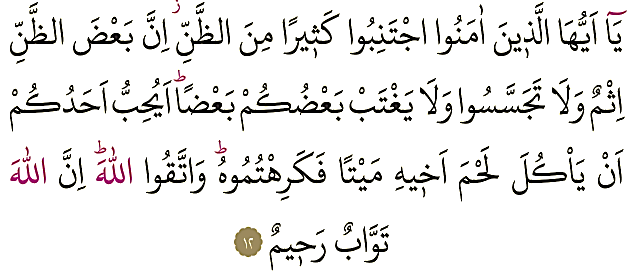 يَٓا اَيُّهَا الَّذ۪ينَ اٰمَنُوا اجْتَنِبُوا كَث۪يرًا مِنَ الظَّنِّۘ اِنَّ بَعْضَ الظَّنِّ
اِثْمٌ وَلَا تَجَسَّسُوا وَلَا يَغْتَبْ بَعْضُكُمْ بَعْضًاۜ اَيُحِبُّ اَحَدُكُمْ
اَنْ يَأْكُلَ لَحْمَ اَخ۪يهِ مَيْتًا فَكَرِهْتُمُوهُۜ وَاتَّقُوا اللّٰهَۜ اِنَّ اللّٰهَ
تَوَّابٌ رَح۪يمٌ ١٢